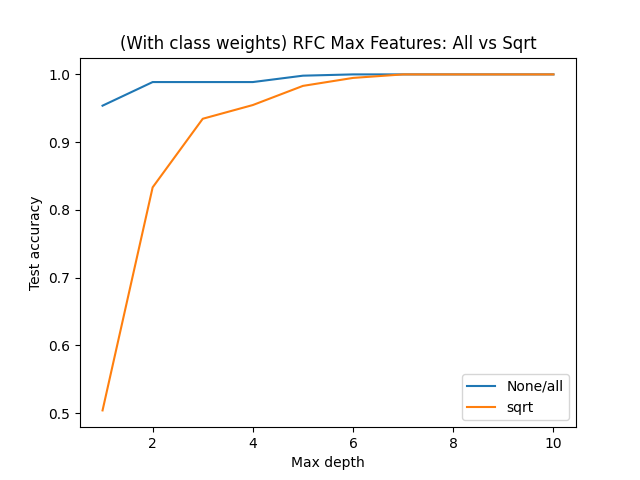 (With class weights) RFC Max Features: All vs Sqrt
1.0
0.9
0.8
0.7
0.6
0.5
Test accuracy
None/all
sqrt
2 4 6 8 10
Max depth